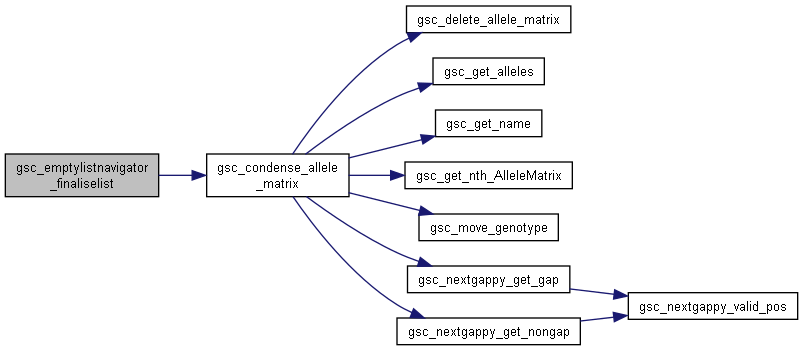 gsc_emptylistnavigator
_finaliselist
gsc_condense_allele
_matrix
gsc_delete_allele_matrix
gsc_get_alleles
gsc_get_name
gsc_get_nth_AlleleMatrix
gsc_move_genotype
gsc_nextgappy_get_gap
gsc_nextgappy_get_nongap
gsc_nextgappy_valid_pos